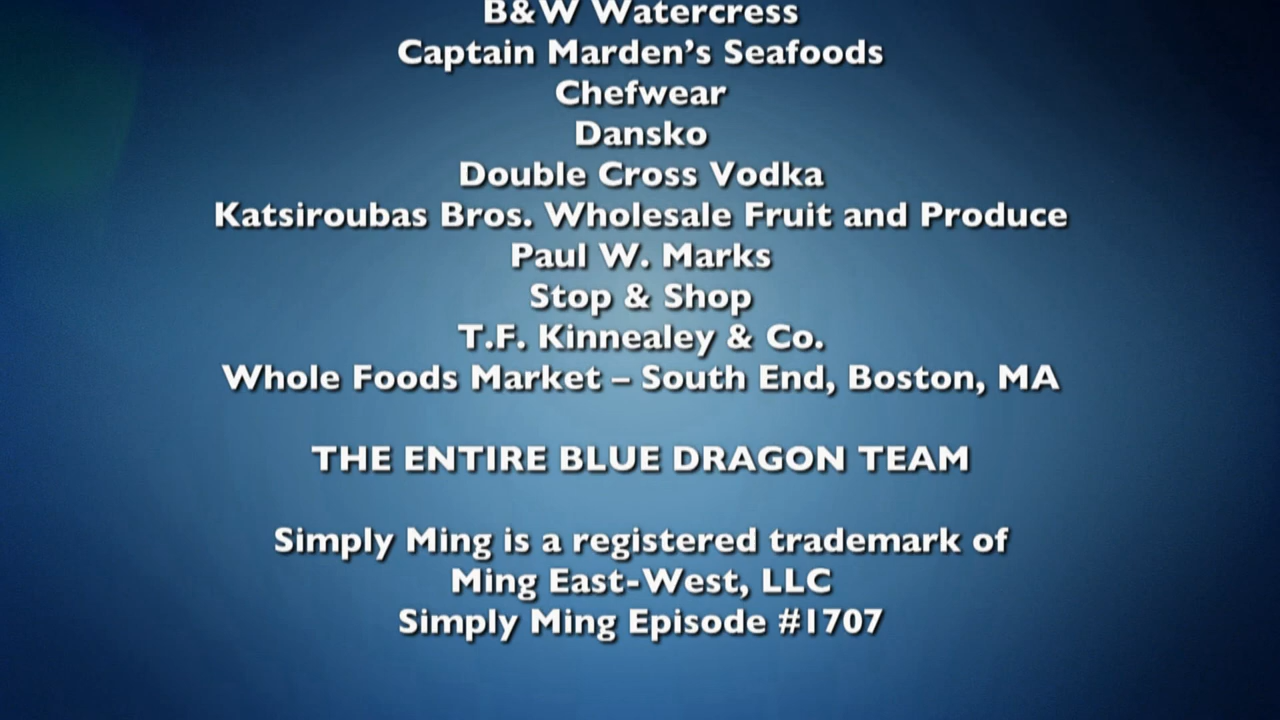 B&W Watercress
Captain Marden’s Seafoods
Chefwear
Dansko
Double Cross Vodka
Katsiroubas Bros. Wholesale Fruit and Produce
Paul W. Marks
Stop & Shop
T.F. Kinnealey & Co.
Whole Foods Market – South End, Boston, MA
THE ENTIRE BLUE DRAGON TEAM
Simply Ming is a registered trademark of
Ming East-West, LLC
Simply Ming Episode #1707